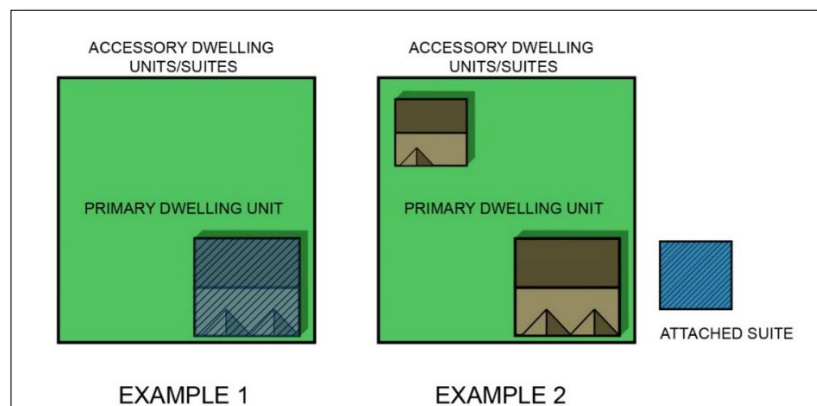 ACCESSORY DWELLING
UNITS/SUITES
PRIMARY DWELLING UNIT
EXAMPLE 1
ACCESSORY DWELLING
UNITS/SUITES
PRIMARY DWELLING UNIT
EXAMPLE 2
ATTACHED SUITE